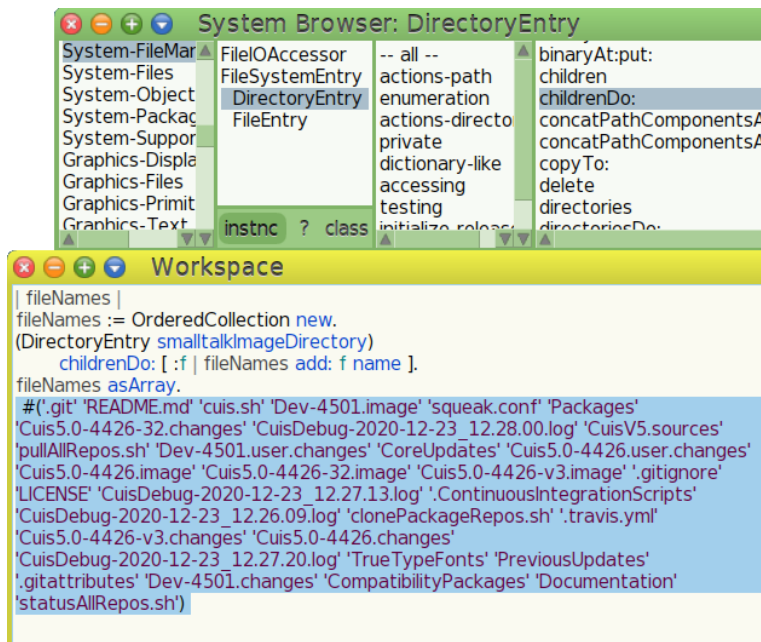 System Browser: DirectoryEntry
System-FileMar
System-Files
System-Object
System-Packag
System-Suppor
Graphics-Displa
Graphics-Files
Graphics-Primit
Graphics-Text
FileIOAccessor
FileSystemEntry
DirectoryEntry
FileEntry
instnc ? class
-- all --
actions-path
enumeration
actions-directo
private
dictionary-like
accessing
testing
initialize-release
binaryAt:put:
children
childrenDo:
concatPathComponentsA
concatPathComponentsA
copyTo:
delete
directories
directoriesDo:
Workspace
| fileNames |
fileNames := OrderedCollection new.
(DirectoryEntry smalltalkImageDirectory)
childrenDo: [ :f | fileNames add: f name ].
fileNames asArray.
#('.git' 'README.md' 'cuis.sh' 'Dev-4501.image' 'squeak.conf' 'Packages'
'Cuis5.0-4426-32.changes' 'CuisDebug-2020-12-23_12.28.00.log' 'CuisV5.sources'
'pullAllRepos.sh' 'Dev-4501.user.changes' 'CoreUpdates' 'Cuis5.0-4426.user.changes'
'Cuis5.0-4426.image' 'Cuis5.0-4426-32.image' 'Cuis5.0-4426-v3.image' '.gitignore'
'LICENSE' 'CuisDebug-2020-12-23_12.27.13.log' '.ContinuousIntegrationScripts'
'CuisDebug-2020-12-23_12.26.09.log' 'clonePackageRepos.sh' '.travis.yml'
'Cuis5.0-4426-v3.changes' 'Cuis5.0-4426.changes'
'CuisDebug-2020-12-23_12.27.20.log' 'TrueTypeFonts' 'PreviousUpdates'
'.gitattributes' 'Dev-4501.changes' 'CompatibilityPackages' 'Documentation'
'statusAllRepos.sh')